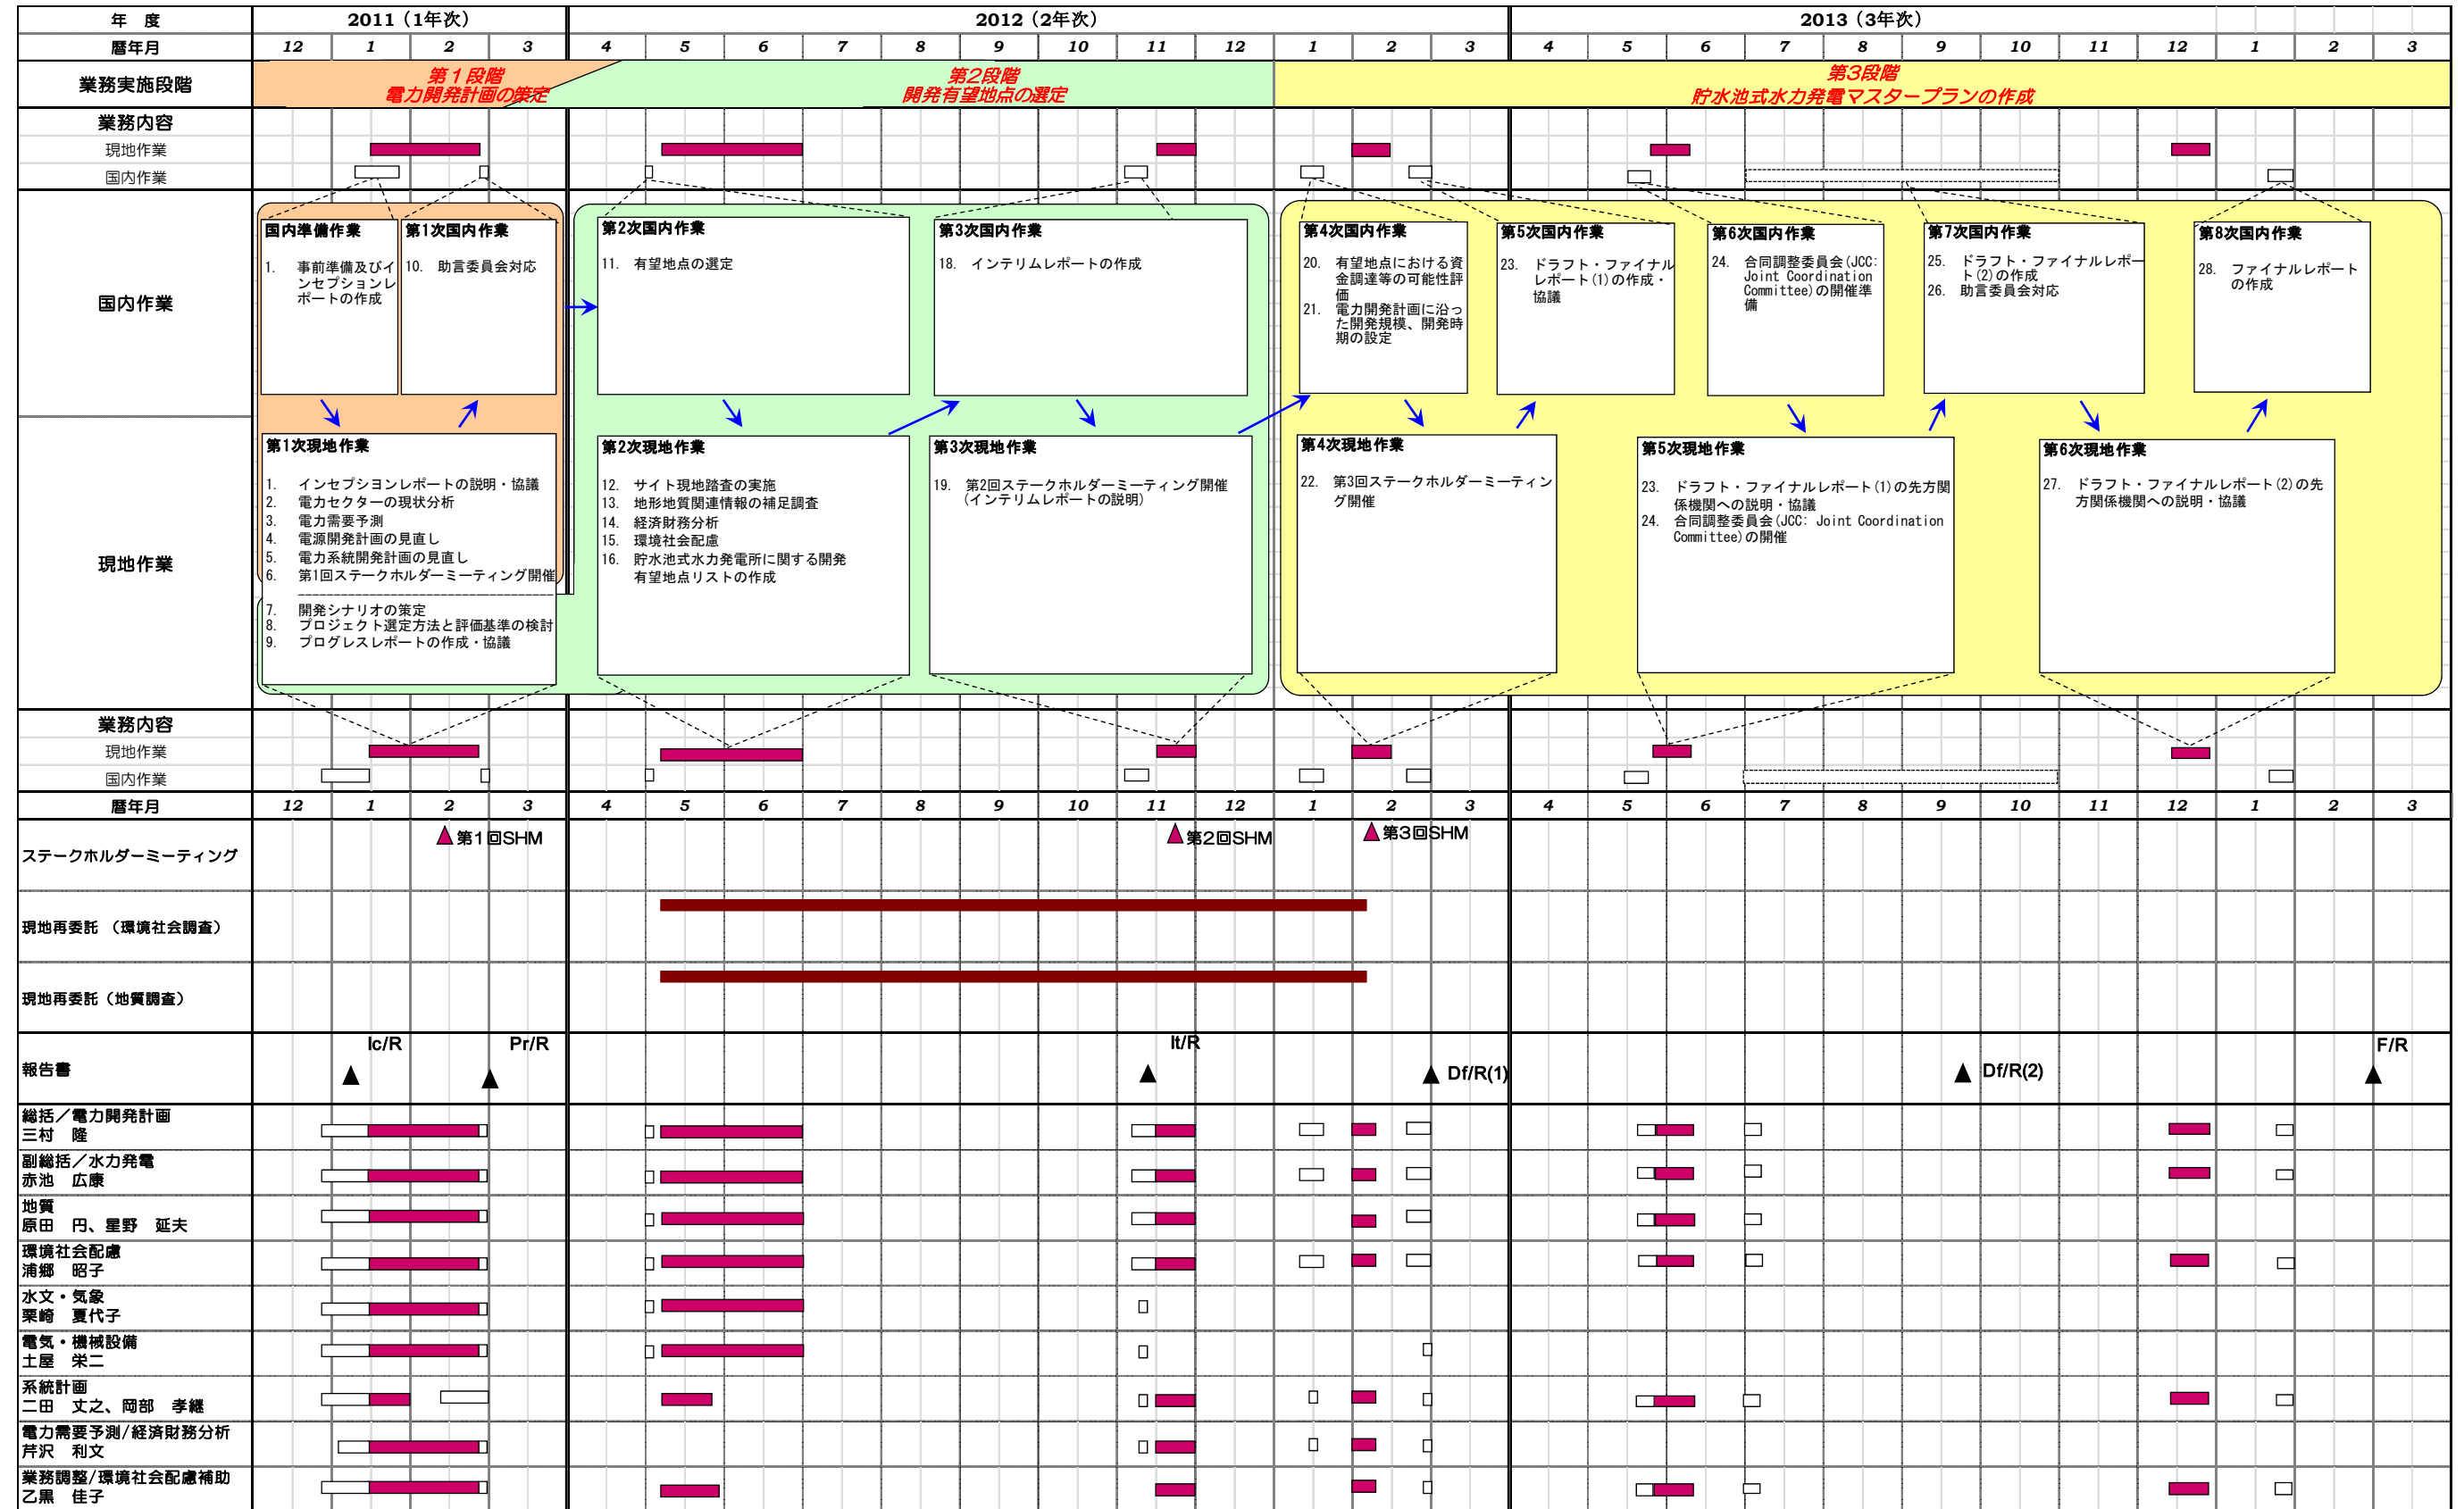 年　度
2011（1年次）
2012（2年次）
2013（3年次）
暦年月
12 1 2 3 4 5 6 7 8 9 10 11 12 1 2 3 4 5 6 7 8 9 10 11 12 1 2 3
業務実施段階
第１段階
電力開発計画の策定
第2段階
開発有望地点の選定
第3段階
貯水池式水力発電マスタープランの作成
業務内容
現地作業
国内作業
国内作業
国内準備作業
1. 事前準備及びイ
ンセプションレ
ポートの作成
第1次国内作業
10. 助言委員会対応
第2次国内作業
11. 有望地点の選定
第3次国内作業
18. インテリムレポートの作成
第4次国内作業
20. 有望地点における資
金調達等の可能性評
価
21. 電力開発計画に沿っ
た開発規模、開発時
期の設定
第5次国内作業
23. ドラフト・ファイナル
レポート(1)の作成・
協議
第6次国内作業
24. 合同調整委員会(JCC:
Joint Coordination
Committee)の開催準
備
第7次国内作業
25. ドラフト・ファイナルレポー
ト(2)の作成
26. 助言委員会対応
第8次国内作業
28. ファイナルレポート
の作成
現地作業
第1次現地作業
1. インセプションレポートの説明・協議
2. 電力セクターの現状分析
3. 電力需要予測
4. 電源開発計画の見直し
5. 電力系統開発計画の見直し
6. 第1回ステークホルダーミーティング開催
7. 開発シナリオの策定
8. プロジェクト選定方法と評価基準の検討
9. プログレスレポートの作成・協議
第2次現地作業
12. サイト現地踏査の実施
13. 地形地質関連情報の補足調査
14. 経済財務分析
15. 環境社会配慮
16. 貯水池式水力発電所に関する開発
有望地点リストの作成
第3次現地作業
19. 第2回ステークホルダーミーティング開催
(インテリムレポートの説明)
第4次現地作業
22. 第3回ステークホルダーミーティン
グ開催
第5次現地作業
23. ドラフト・ファイナルレポート(1)の先方関
係機関への説明・協議
24. 合同調整委員会(JCC: Joint Coordination
Committee)の開催
第6次現地作業
27. ドラフト・ファイナルレポート(2)の先
方関係機関への説明・協議
業務内容
現地作業
国内作業
暦年月
12 1 2 3 4 5 6 7 8 9 10 11 12 1 2 3 4 5 6 7 8 9 10 11 12 1 2 3
ステークホルダーミーティング
第1回SHM
第2回SHM
第3回SHM
現地再委託 （環境社会調査）
現地再委託（地質調査）
報告書
Ic/R
Pr/R
It/R
Df/R(1)
Df/R(2)
F/R
総括／電力開発計画
三村　隆
副総括／水力発電
赤池　広康
地質
原田　円、星野　延夫
環境社会配慮
浦郷　昭子
水文・気象
栗崎　夏代子
電気・機械設備
土屋　栄二
系統計画
二田　丈之、岡部　孝継
電力需要予測/経済財務分析
芹沢　利文
業務調整/環境社会配慮補助
乙黒　佳子